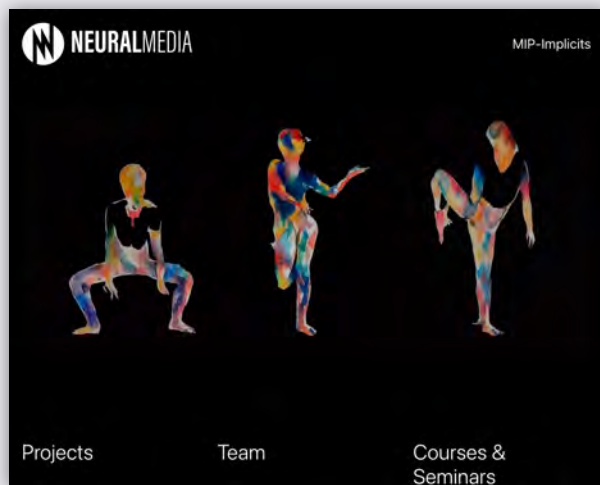 NEURALMEDIA
MIP-Implicits
Projects
Team
Courses &
Seminars